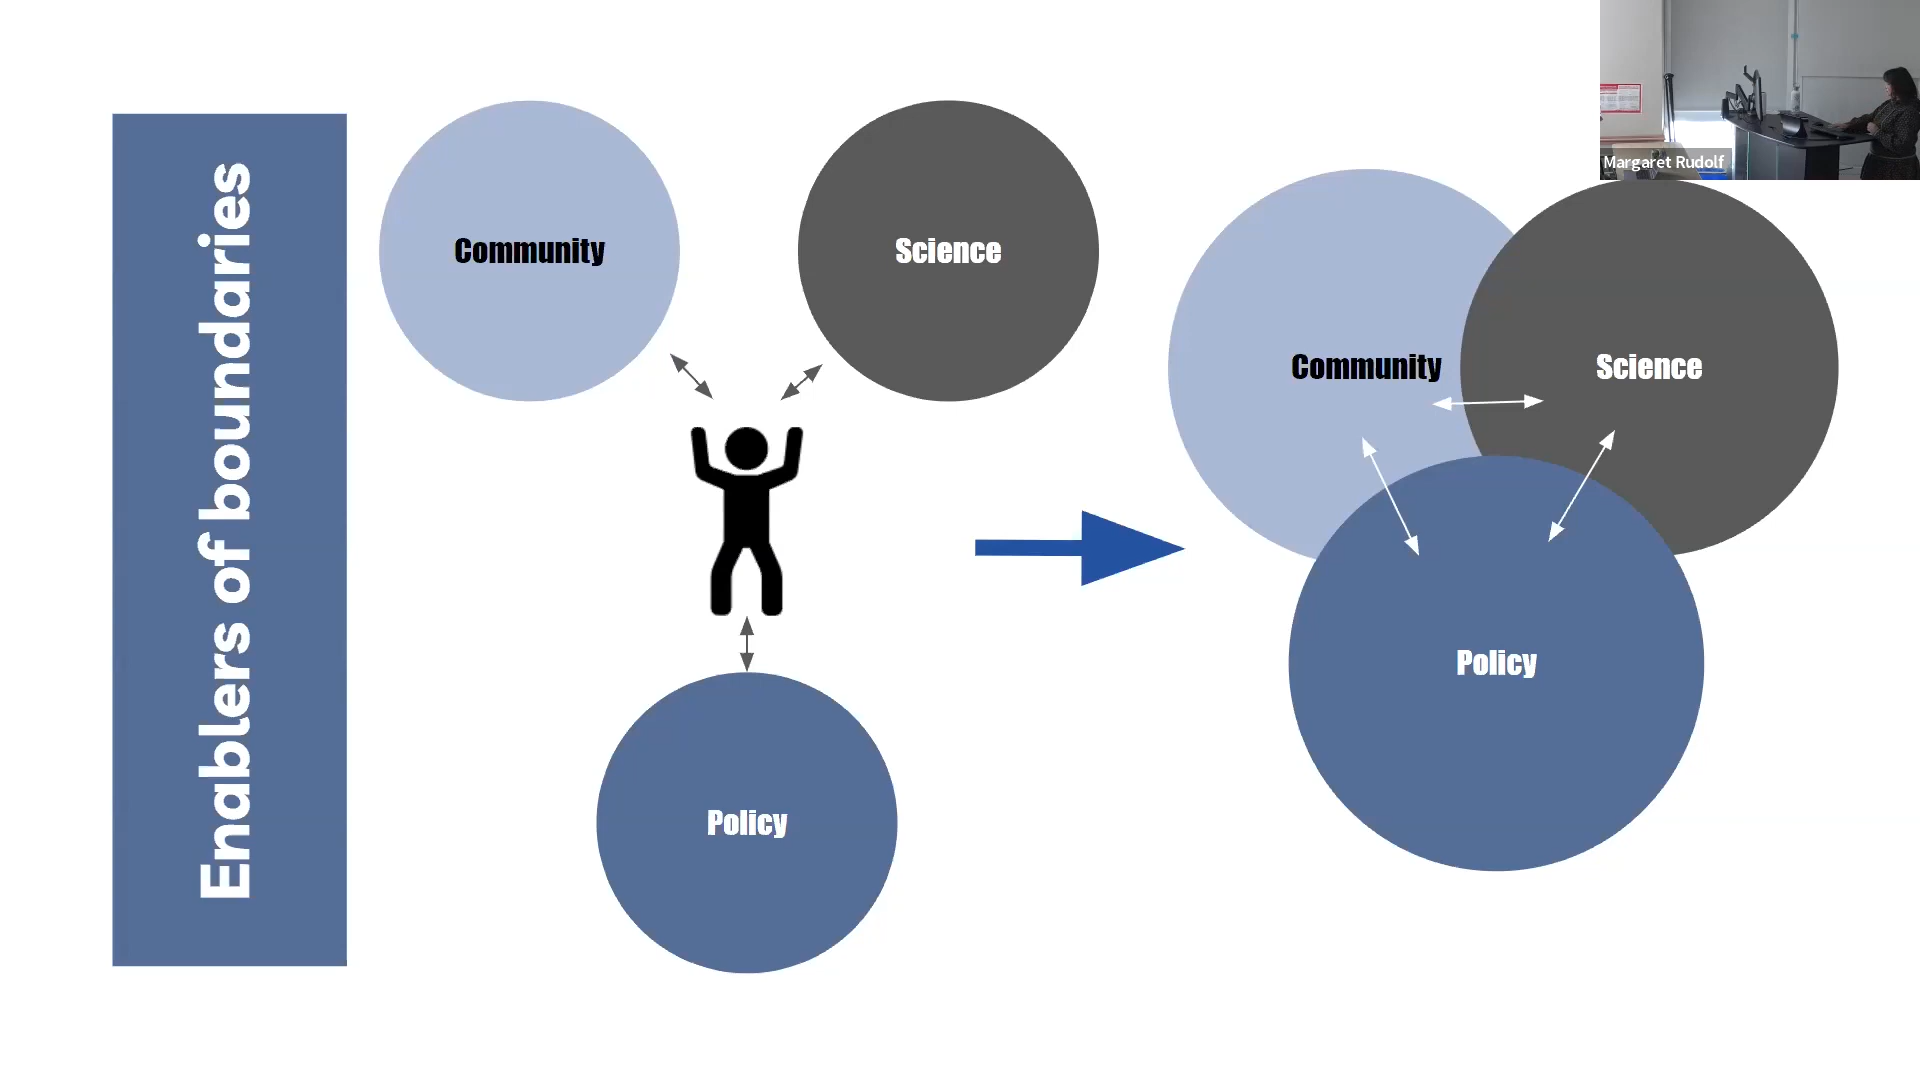 Enablers of boundaries
Community
Science
Policy
Community
Science
Policy
Margaret Rudolf